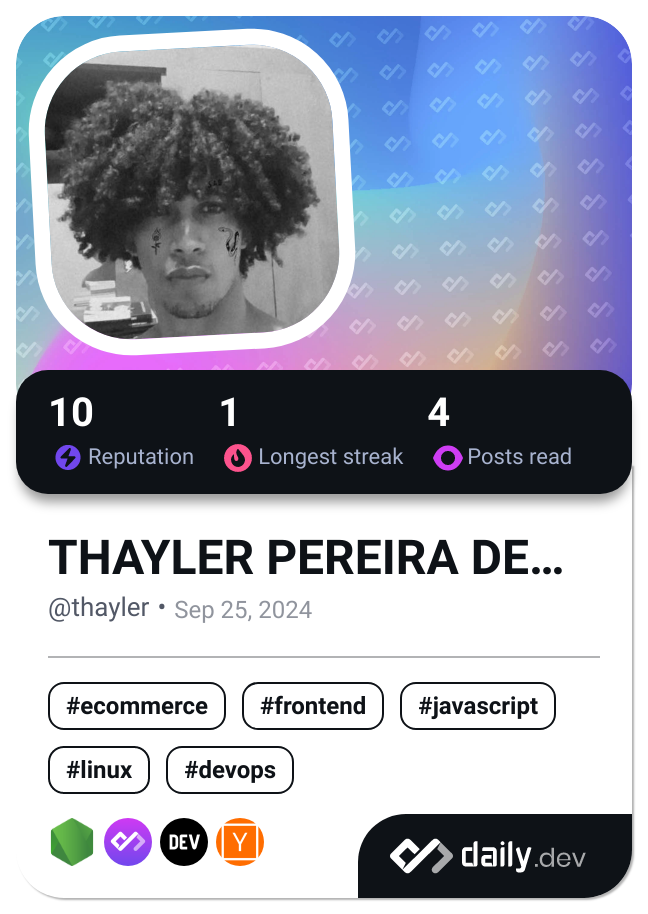 10 1 4
Reputation Longest streak Posts read
THAYLER PEREIRA DE...
@thayler • Sep 25, 2024
#ecommerce #frontend #javascript
#linux #devops
DEV Y daily.dev